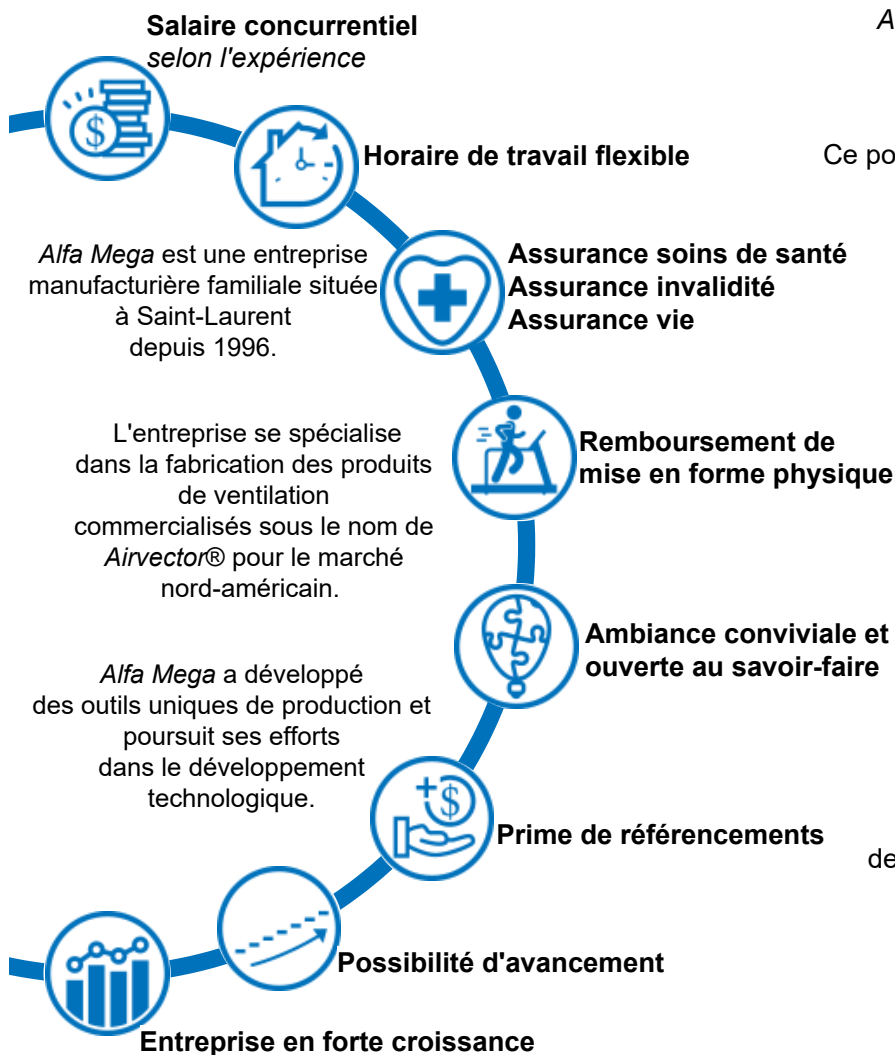 Salaire concurrentiel
selon l'expérience
A
Horaire de travail flexible
Ce po
Alfa Mega est une entreprise
manufacturière familiale située
à Saint-Laurent
depuis 1996.
Assurance soins de santé
Assurance invalidité
Assurance vie
L'entreprise se spécialise
dans la fabrication des produits
de ventilation
commercialisés sous le nom de
Airvector® pour le marché
nord-américain.
Remboursement de
mise en forme physique
Ambiance conviviale et
ouverte au savoir-faire
Alfa Mega a développé
des outils uniques de production et
poursuit ses efforts
dans le développement
technologique.
Prime de référencements
de
Possibilité d'avancement
Entreprise en forte croissance